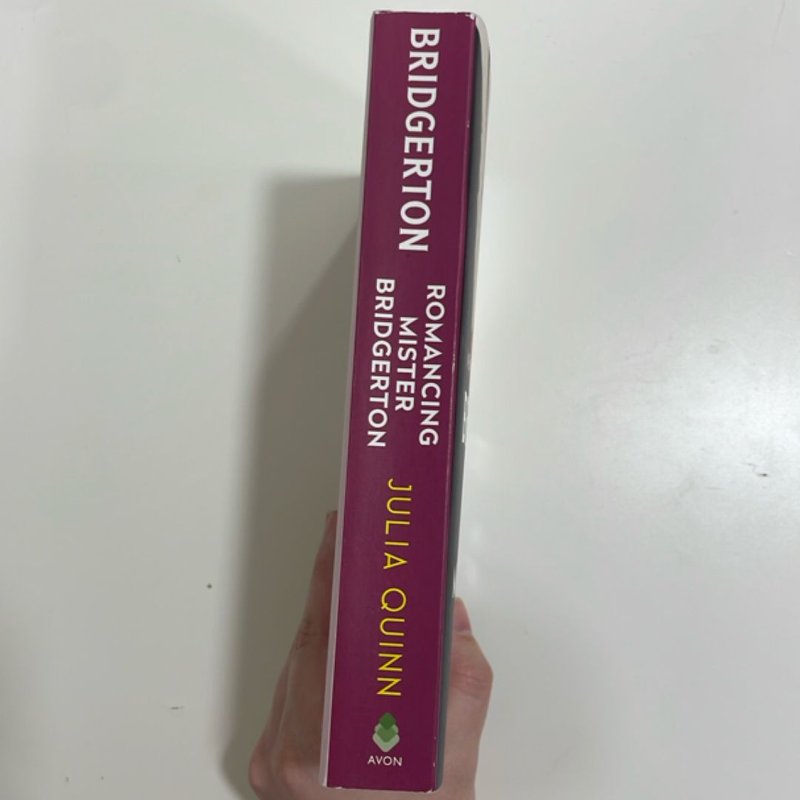 BRIDGERTON
ROMANCING
MISTER
BRIDGERTON
JULIA QUINN
AVON